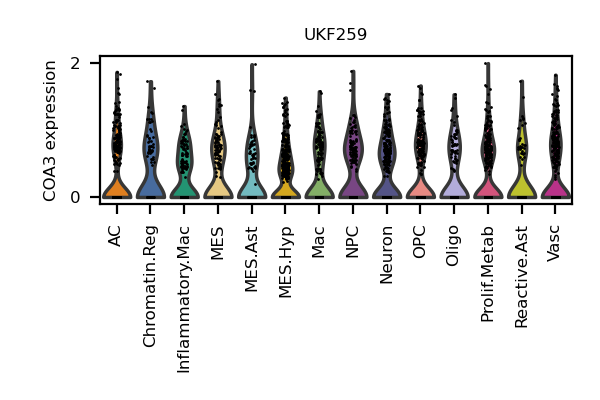 UKF259
COA3 expression
2
0
AC
Chromatin.Reg
Inflammatory.Mac
MES
MES.Ast
MES.Hyp
Mac
NPC
Neuron
OPC
Oligo
Prolif.Metab
Reactive.Ast
Vasc